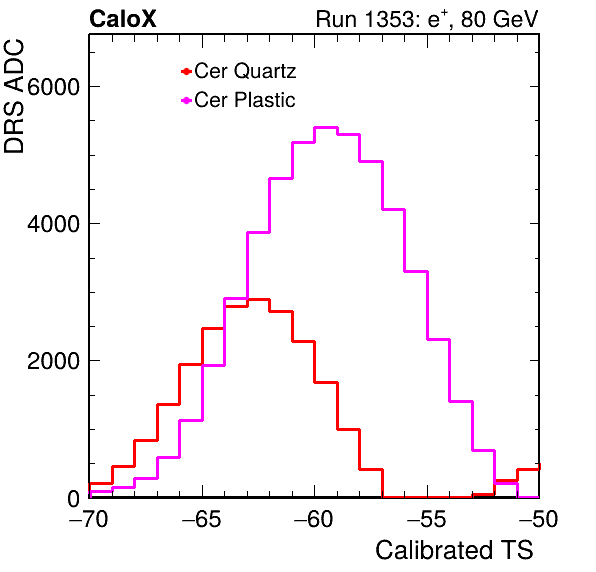 CaloX Run 1353: e⁺, 80 GeV
DRS ADC
Cer Quartz
Cer Plastic
6000
4000
2000
0
−70 −65 −60 −55 −50
Calibrated TS